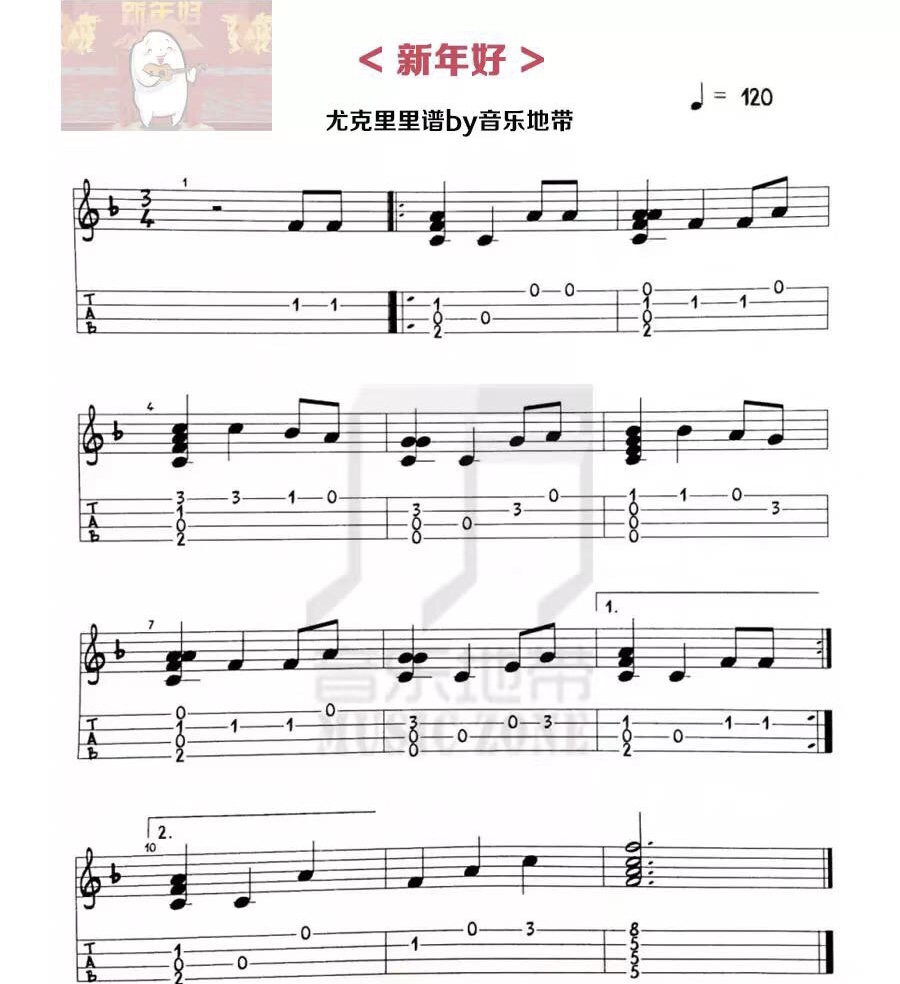 新年好
< 新年好 >
♩ = 120
尤克里里谱by音乐地带
3
4
1
T
A
B
1 1
1 0 2 0 0 0
0 1 0 2 1 1 0
4
T
A
B
3 1 0 2 3 1 0
3 0 0 0 3 0
1 0 0 0 1 0 3
音乐地带
MUSIC ZONE
7
1.
T
A
B
0 1 0 2 1 1 0
3 0 0 0 0 3
1 0 2 0 1 1
2.
10
T
A
B
1 0 2 0 0
1 0 3
8 5 5 5